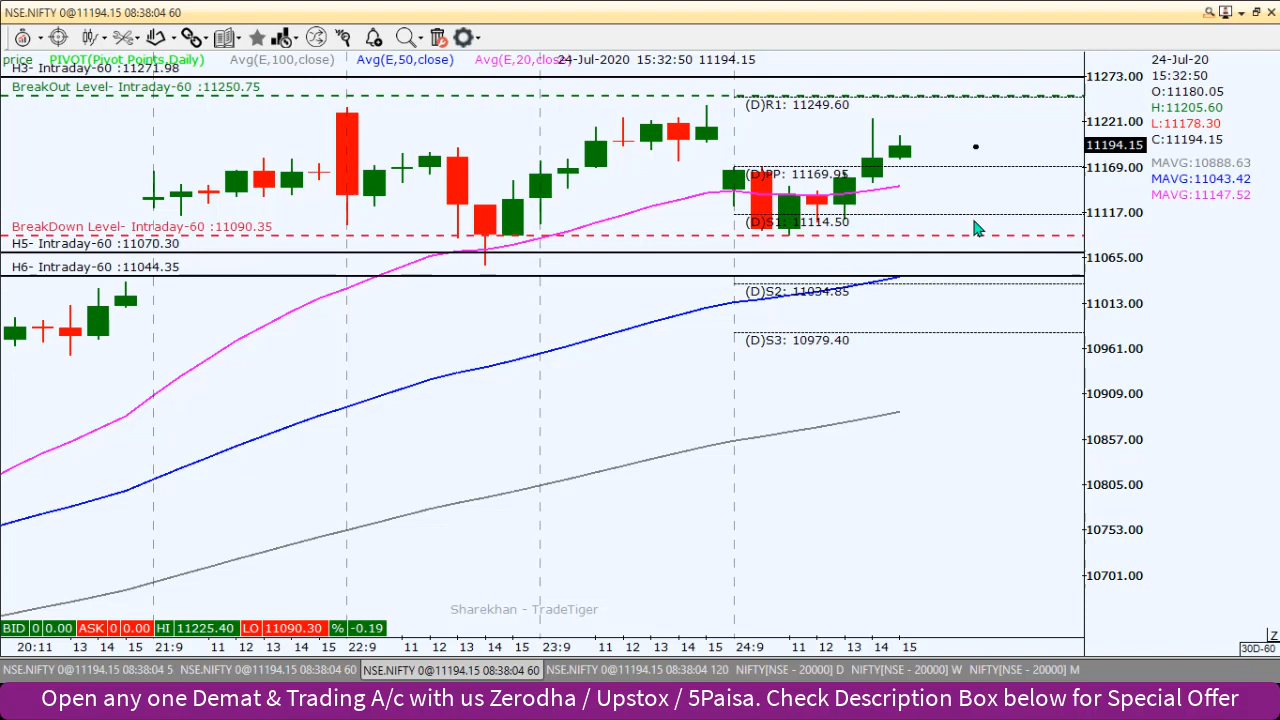 NSE.NIFTY 0@11194.15 08:38:04 60
price PIVOT(Pivot Points,Daily) Avg(E,100,close) Avg(E,50,close) Avg(E,20,close) 24-Jul-2020 15:32:50 11194.15
H3- Intraday-60 :11271.98
BreakOut Level- Intraday-60 :11250.75
(D)R1: 11249.60
(D)PP: 11169.95
BreakDown Level- Intraday-60 :11090.35
(D)S1: 11114.50
H5- Intraday-60 :11070.30
H6- Intraday-60 :11044.35
(D)S2: 11034.85
(D)S3: 10979.40
11273.00
11221.00
11194.15
11169.00
11117.00
11065.00
11013.00
10961.00
10909.00
10857.00
10805.00
10753.00
10701.00
24-Jul-20
15:32:50
O:11180.05
H:11205.60
L:11178.30
C:11194.15
MAVG:10888.63
MAVG:11043.42
MAVG:11147.52
Sharekhan - TradeTiger
BID 0 0.00 ASK 0 0.00 HI 11225.40 LO 11090.30 % -0.19
20:11 13 14 15 21:9 11 12 13 14 15 22:9 11 12 13 14 15 23:9 11 12 13 14 15 24:9 11 12 13 14 15
Z
30D-60
NSE.NIFTY 0@11194.15 08:38:04 5 NSE.NIFTY 0@11194.15 08:38:04 60 NSE.NIFTY 0@11194.15 08:38:04 60 NSE.NIFTY 0@11194.15 08:38:04 120 NIFTY[NSE - 20000] D NIFTY[NSE - 20000] W NIFTY[NSE - 20000] M
Open any one Demat & Trading A/c with us Zerodha / Upstox / 5Paisa. Check Description Box below for Special Offer